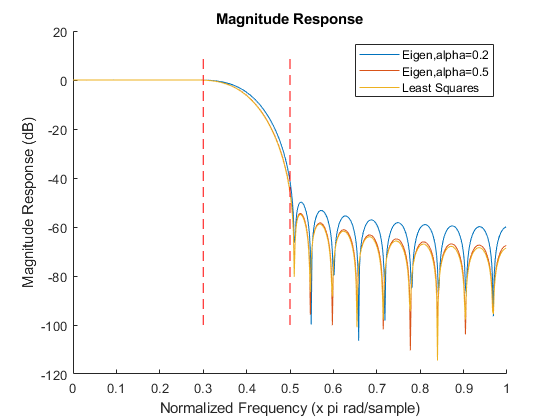 Magnitude Response
20
0
-20
-40
-60
-80
-100
-120
Magnitude Response (dB)
Eigen,alpha=0.2
Eigen,alpha=0.5
Least Squares
0 0.1 0.2 0.3 0.4 0.5 0.6 0.7 0.8 0.9 1
Normalized Frequency (x pi rad/sample)